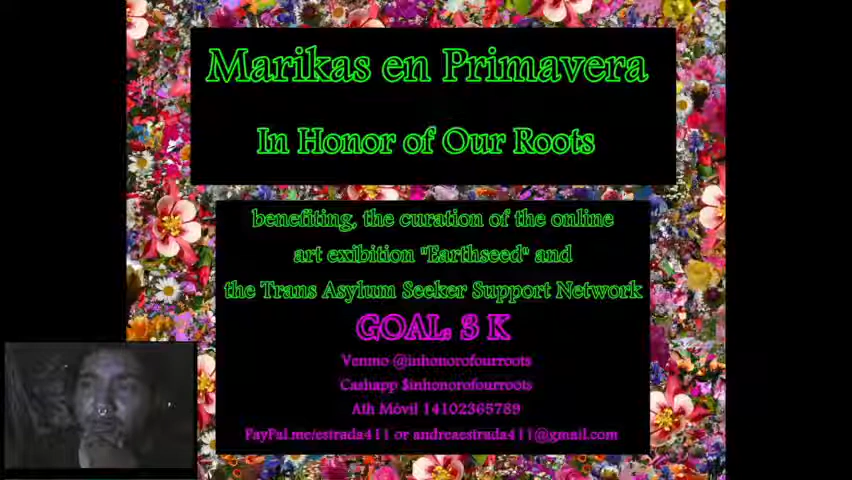 Marikas en Primavera
In Honor of Our Roots
benefiting, the curation of the online
art exibition "Earthseed" and
the Trans Asylum Seeker Support Network
GOAL: 3 K
Venmo @inhonorofourroots
Cashapp $inhonorofourroots
Ath Móvil 14102365789
PayPal.me/estrada411 or andreaestrada411@gmail.com